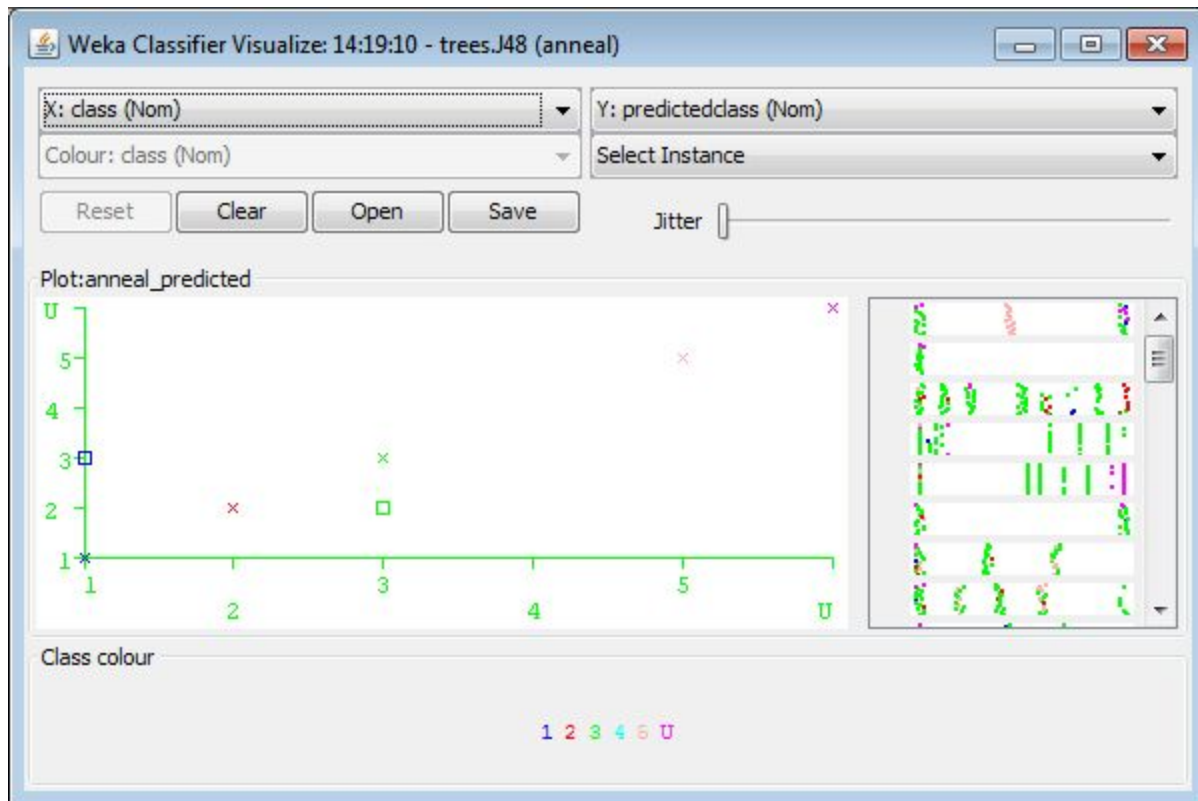 Weka Classifier Visualize: 14:19:10 - trees.J48 (anneal)
X: class (Nom)
Y: predictedclass (Nom)
Colour: class (Nom)
Select Instance
Reset
Clear
Open
Save
Jitter
Plot:anneal_predicted
U
5
4
3
2
1
1
2
3
4
5
U
Class colour
1 2 3 4 5 U